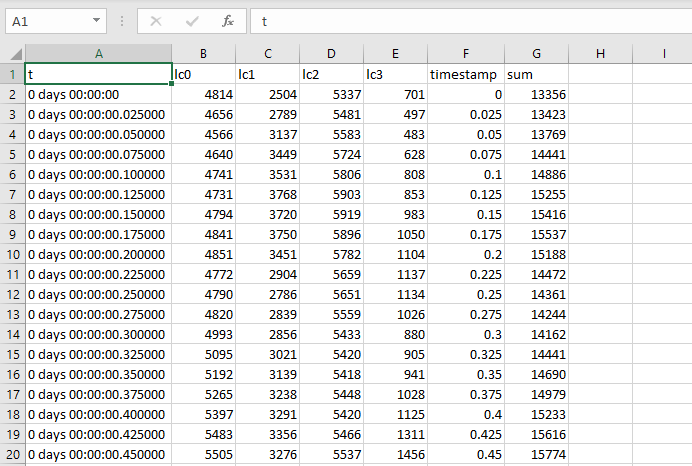 A1 fx t
A B C D E F G H I
1 t lc0 lc1 lc2 lc3 timestamp sum
2 0 days 00:00:00 4814 2504 5337 701 0 13356
3 0 days 00:00:00.025000 4656 2789 5481 497 0.025 13423
4 0 days 00:00:00.050000 4566 3137 5583 483 0.05 13769
5 0 days 00:00:00.075000 4640 3449 5724 628 0.075 14441
6 0 days 00:00:00.100000 4741 3531 5806 808 0.1 14886
7 0 days 00:00:00.125000 4731 3768 5903 853 0.125 15255
8 0 days 00:00:00.150000 4794 3720 5919 983 0.15 15416
9 0 days 00:00:00.175000 4841 3750 5896 1050 0.175 15537
10 0 days 00:00:00.200000 4851 3451 5782 1104 0.2 15188
11 0 days 00:00:00.225000 4772 2904 5659 1137 0.225 14472
12 0 days 00:00:00.250000 4790 2786 5651 1134 0.25 14361
13 0 days 00:00:00.275000 4820 2839 5559 1026 0.275 14244
14 0 days 00:00:00.300000 4993 2856 5433 880 0.3 14162
15 0 days 00:00:00.325000 5095 3021 5420 905 0.325 14441
16 0 days 00:00:00.350000 5192 3139 5418 941 0.35 14690
17 0 days 00:00:00.375000 5265 3238 5448 1028 0.375 14979
18 0 days 00:00:00.400000 5397 3291 5420 1125 0.4 15233
19 0 days 00:00:00.425000 5483 3356 5466 1311 0.425 15616
20 0 days 00:00:00.450000 5505 3276 5537 1456 0.45 15774